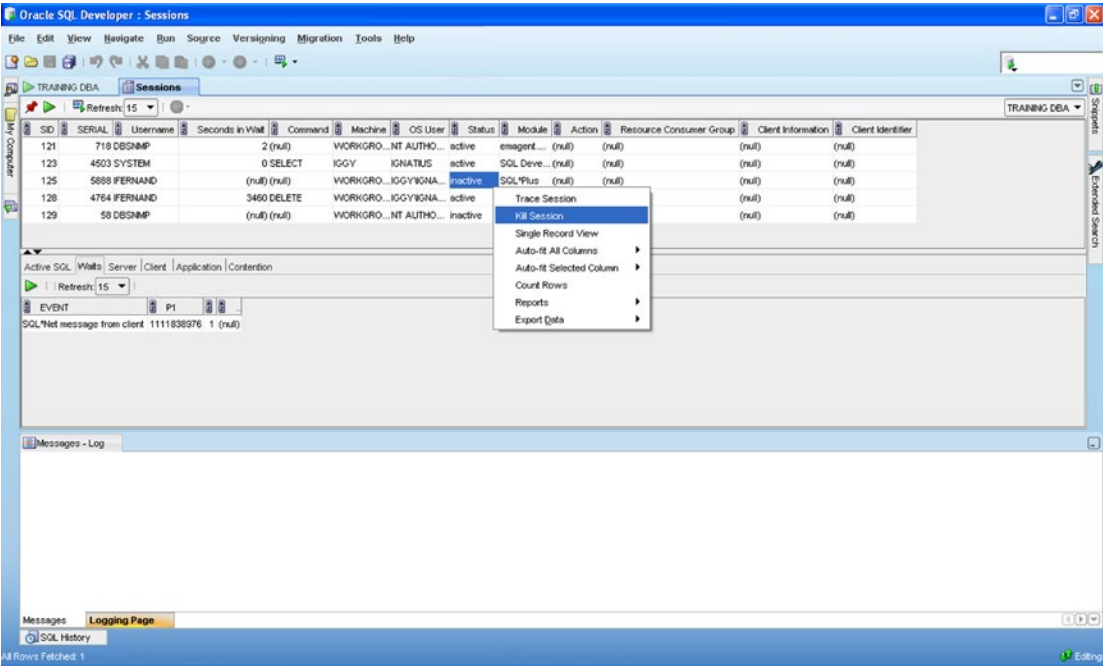 Oracle SQL Developer : Sessions
File Edit View Navigate Run Source Versioning Migration Tools Help
TRAINING DBA Sessions
Refresh: 15 TRAINING DBA
SID SERIAL Username Seconds in Wait Command Machine OS User Status Module Action Resource Consumer Group Client Information Client Identifier
121 718 DBSNMP 2 (null) WORKGRO... NT AUTHO... active emagent.... (null) (null) (null) (null)
123 4503 SYSTEM 0 SELECT IGGY IGNATIUS active SQL Deve... (null) (null) (null) (null)
125 5888 IFERNAND (null) (null) WORKGRO... IGGY\IGNA... inactive SQL*Plus (null) (null) (null) (null)
128 4764 IFERNAND 3460 DELETE WORKGRO... IGGY\IGNA... active (null) (null)
129 58 DBSNMP (null) (null) WORKGRO... NT AUTHO... inactive (null) (null)
Trace Session
Kill Session
Single Record View
Auto-fit All Columns
Auto-fit Selected Column
Count Rows
Reports
Export Data
Active SQL Waits Server Client Application Contention
Refresh: 15
EVENT P1 ..
SQL*Net message from client 1111838976 1 (null)
Messages - Log
Messages Logging Page
SQL History
All Rows Fetched: 1 Editing
My Computer
Snippets
Extended Search